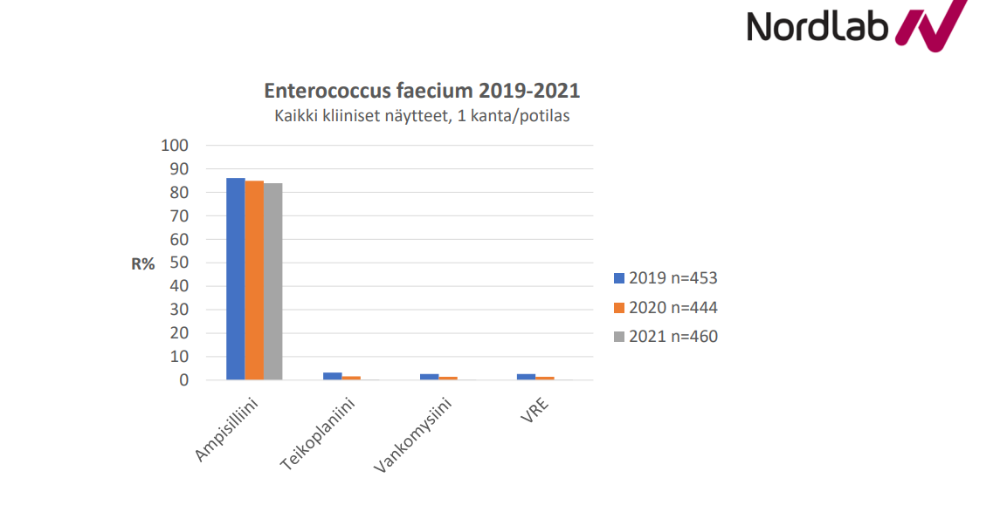 NordLab
Enterococcus faecium 2019-2021
Kaikki kliiniset näytteet, 1 kanta/potilas
100
90
80
70
60
50
40
30
20
10
0
R%
2019 n=453
2020 n=444
2021 n=460
Ampisilliini
Teikoplaniini
Vankomysiini
VRE